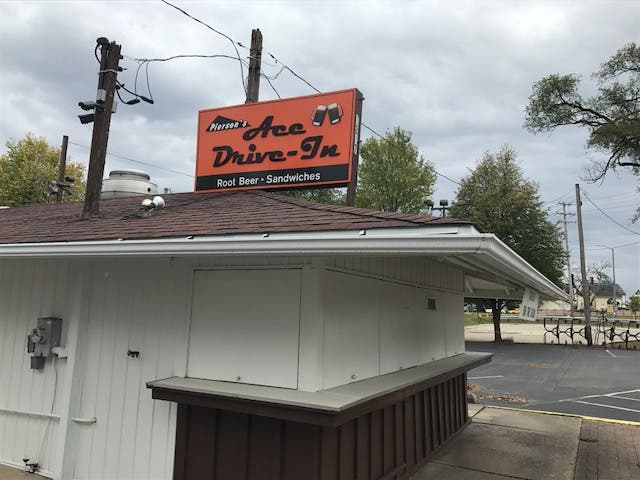 Pierson's
Ace
Drive-In
Root Beer - Sandwiches